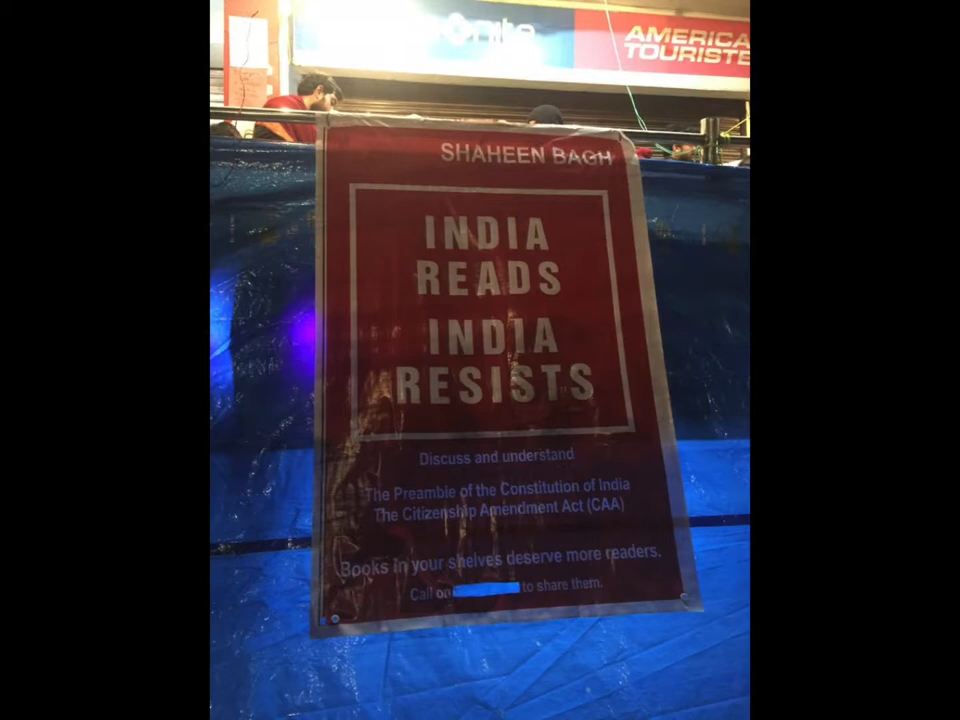 AMERICA
TOURISTE
SHAHEEN BAGH
INDIA
READS
INDIA
RESISTS
Discuss and understand
The Preamble of the Constitution of India
The Citizenship Amendment Act (CAA)
Books in your shelves deserve more readers.
Call on to share them.